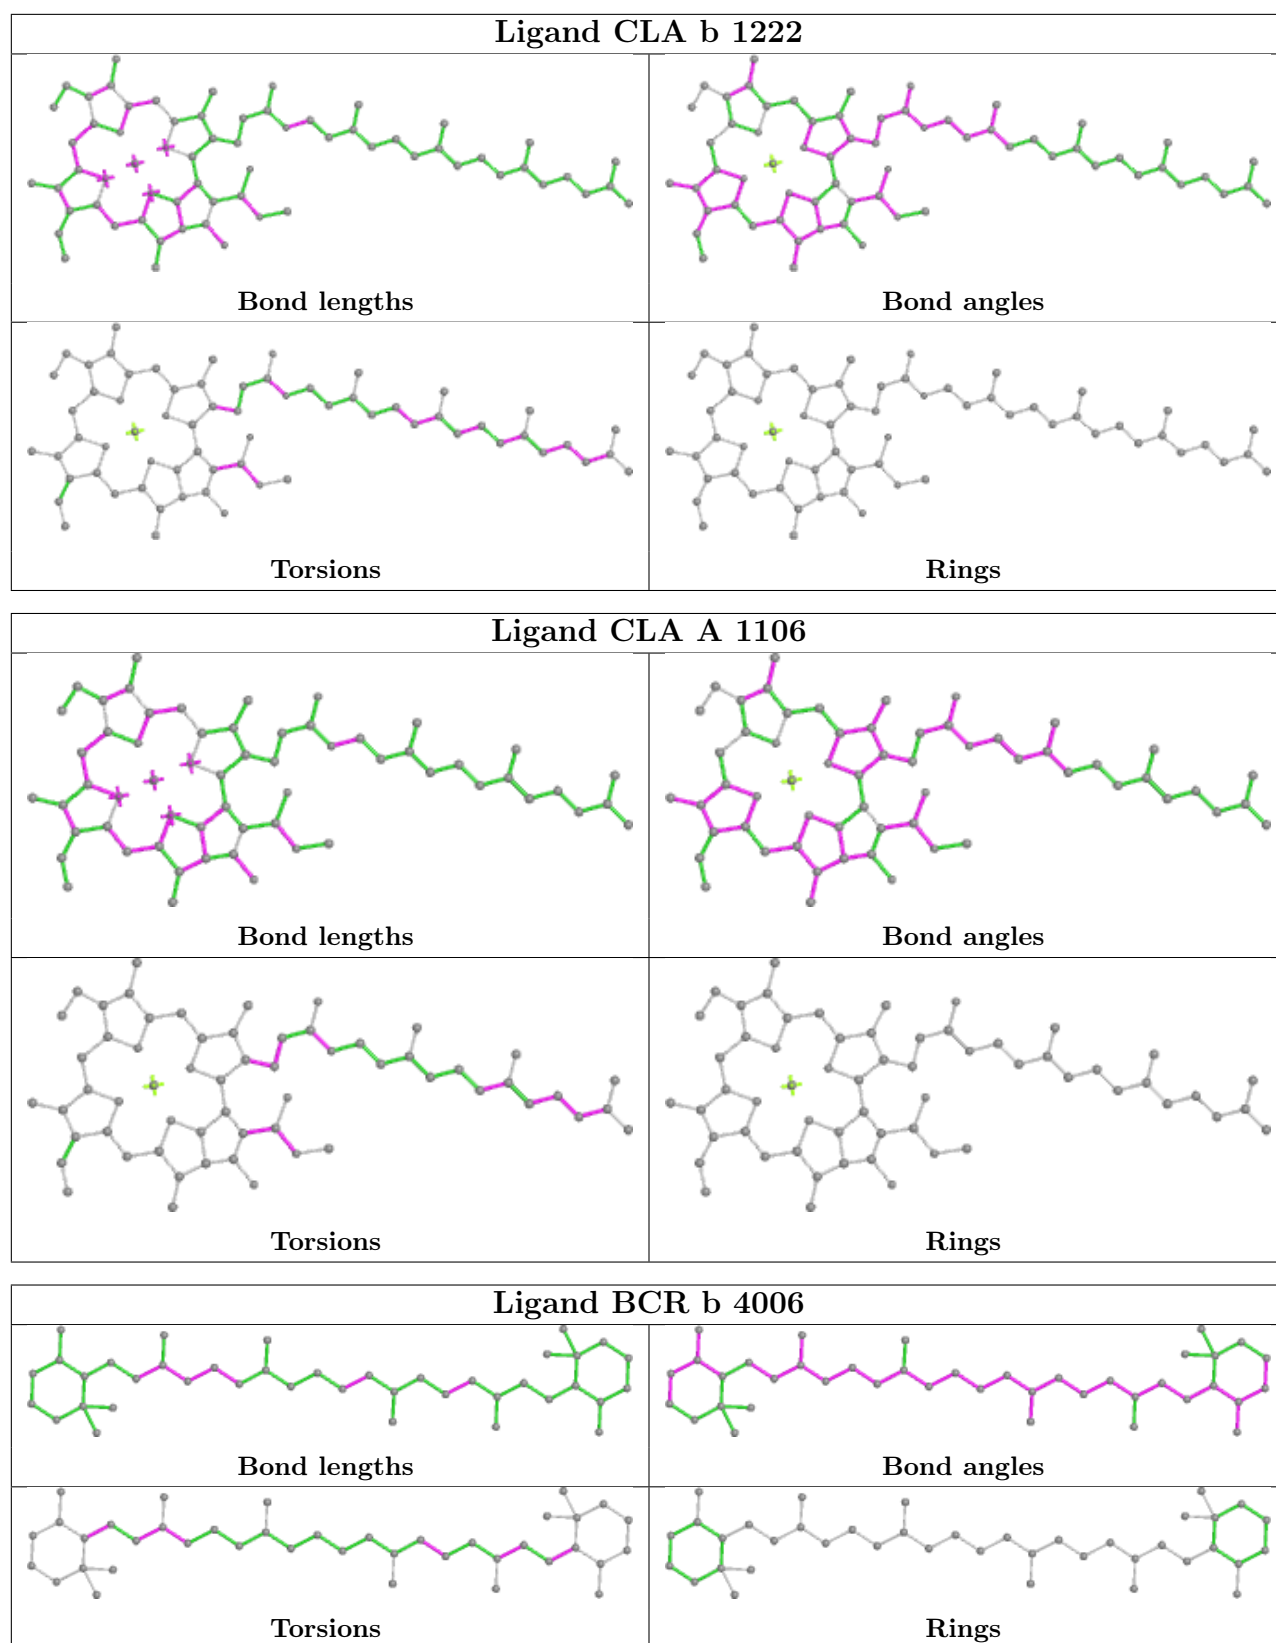 Ligand CLA b 1222
Bond lengths
Bond angles
Torsions
Rings
Ligand CLA A 1106
Bond lengths
Bond angles
Torsions
Rings
Ligand BCR b 4006
Bond lengths
Bond angles
Torsions
Rings